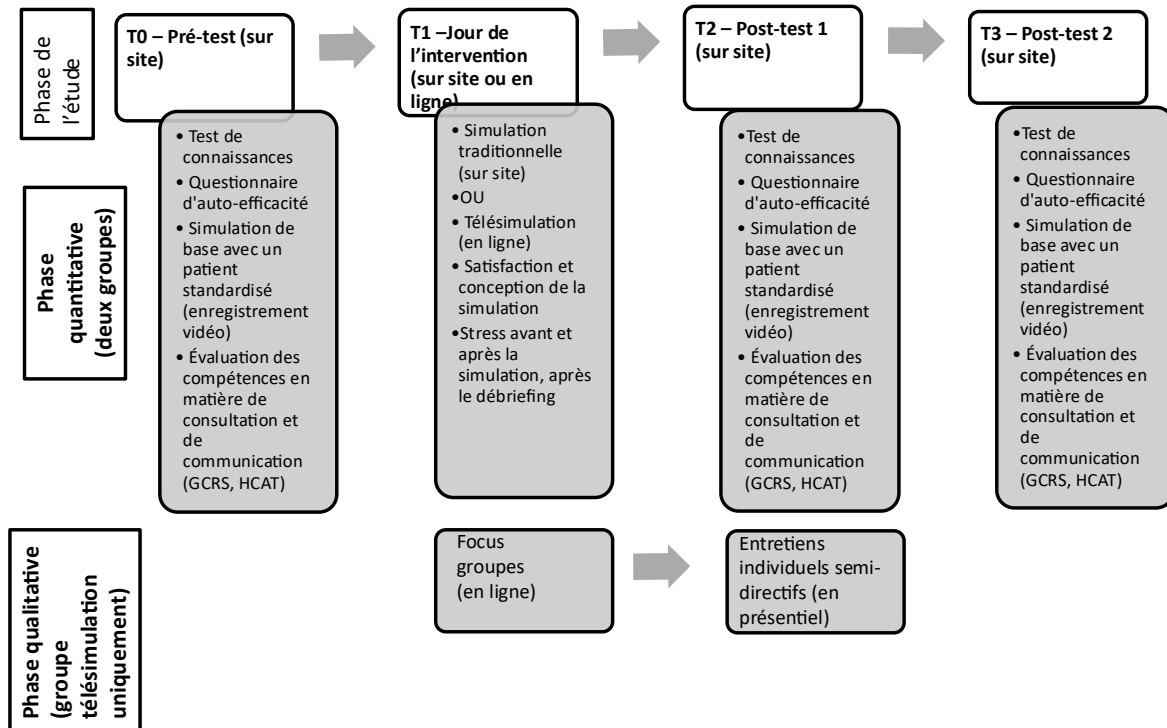 Phase de
l'étude
T0 – Pré-test (sur
site)
T1 –Jour de
l'intervention
(sur site ou en
ligne)
T2 – Post-test 1
(sur site)
T3 – Post-test 2
(sur site)
Phase
quantitative
(deux groupes)
• Test de
connaissances
• Questionnaire
d'auto-efficacité
• Simulation de
base avec un
patient
standardisé
(enregistrement
vidéo)
• Évaluation des
compétences en
matière de
consultation et
de
communication
(GCRS, HCAT)
• Simulation
traditionnelle
(sur site)
•OU
• Télésimulation
(en ligne)
• Satisfaction et
conception de la
simulation
•Stress avant et
après la
simulation, après
le débriefing
•Test de
connaissances
• Questionnaire
d'auto-efficacité
• Simulation de
base avec un
patient
standardisé
(enregistrement
vidéo)
• Évaluation des
compétences en
matière de
consultation et
de
communication
(GCRS, HCAT)
•Test de
connaissances
• Questionnaire
d'auto-efficacité
• Simulation de
base avec un
patient
standardisé
(enregistrement
vidéo)
• Évaluation des
compétences en
matière de
consultation et
de
communication
(GCRS, HCAT)
Phase qualitative
(groupe
télésimulation
uniquement)
Focus
groupes
(en ligne)
Entretiens
individuels semi-
directifs (en
présentiel)